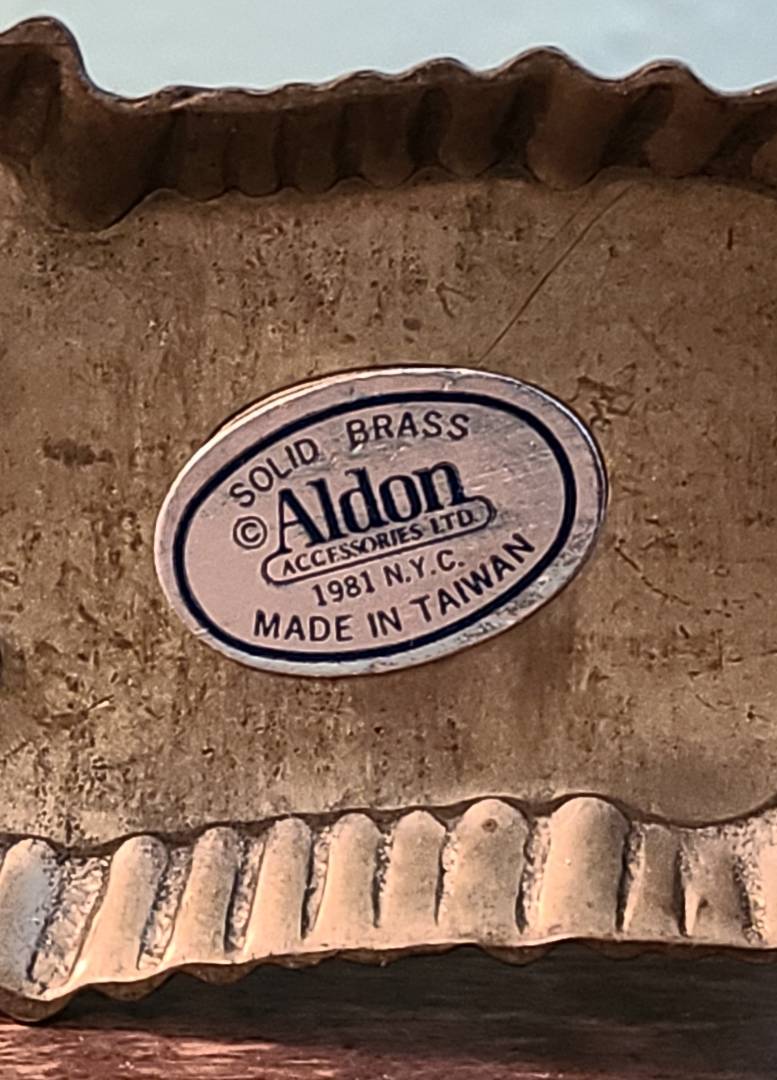 SOLID BRASS
© Aldon
ACCESSORIES LTD.
1981 N.Y.C.
MADE IN TAIWAN